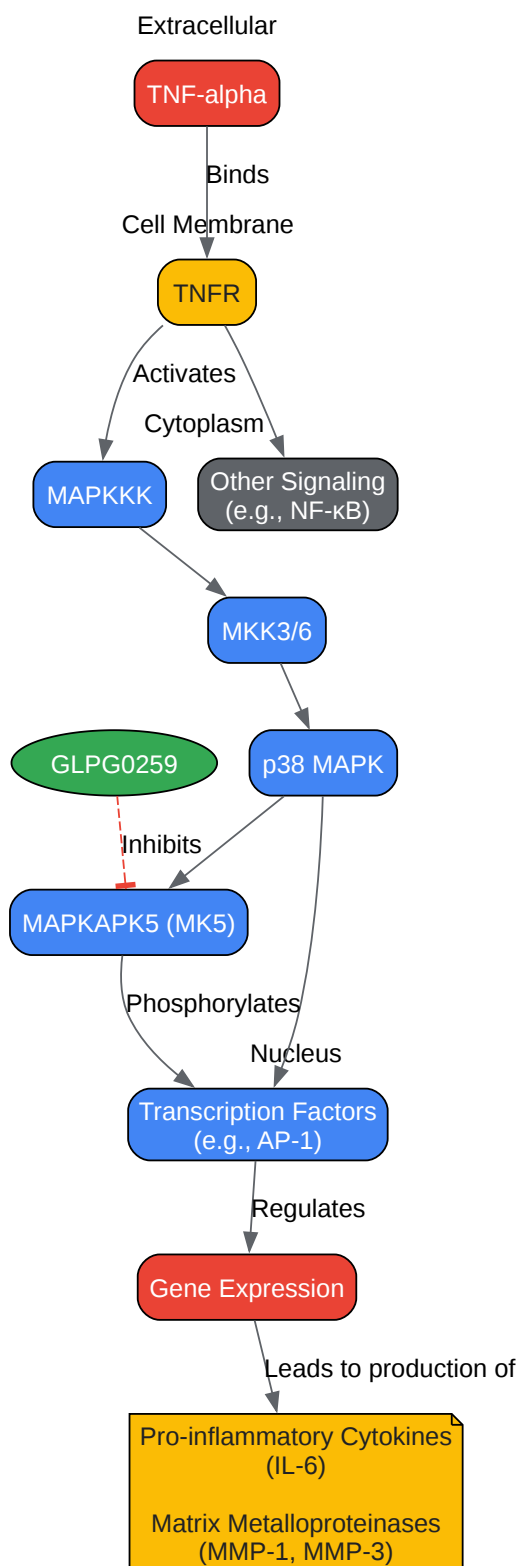 Extracellular
TNF-alpha
Binds
Cell Membrane
TNFR
Activates
Cytoplasm
MAPKKK
Other Signaling
(e.g., NF-κB)
MKK3/6
GLPG0259
p38 MAPK
Inhibits
MAPKAPK5 (MK5)
Phosphorylates
Nucleus
Transcription Factors
(e.g., AP-1)
Regulates
Gene Expression
Leads to production of
Pro-inflammatory Cytokines
(IL-6)
Matrix Metalloproteinases
(MMP-1, MMP-3)